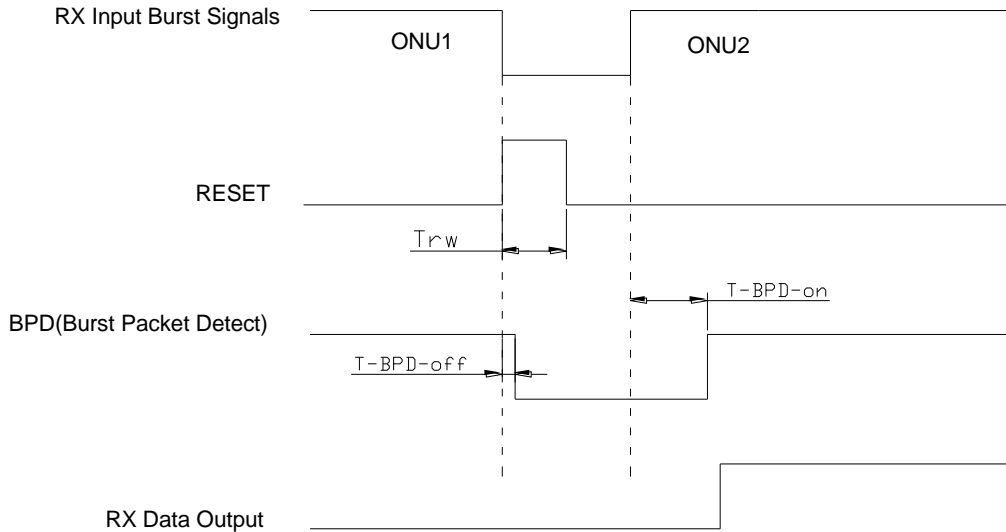 RX Input Burst Signals
ONU1
ONU2
RESET
Trw
T-BPD-on
BPD(Burst Packet Detect)
T-BPD-off
RX Data Output